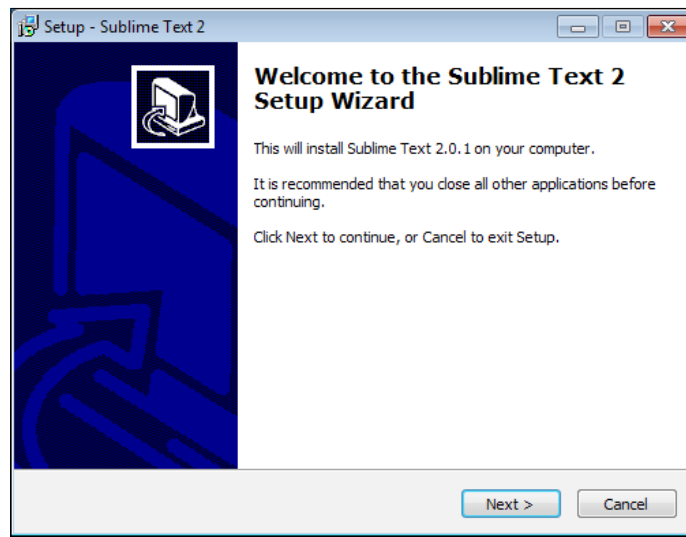 Setup - Sublime Text 2
Welcome to the Sublime Text 2
Setup Wizard
This will install Sublime Text 2.0.1 on your computer.
It is recommended that you close all other applications before
continuing.
Click Next to continue, or Cancel to exit Setup.
Next >
Cancel